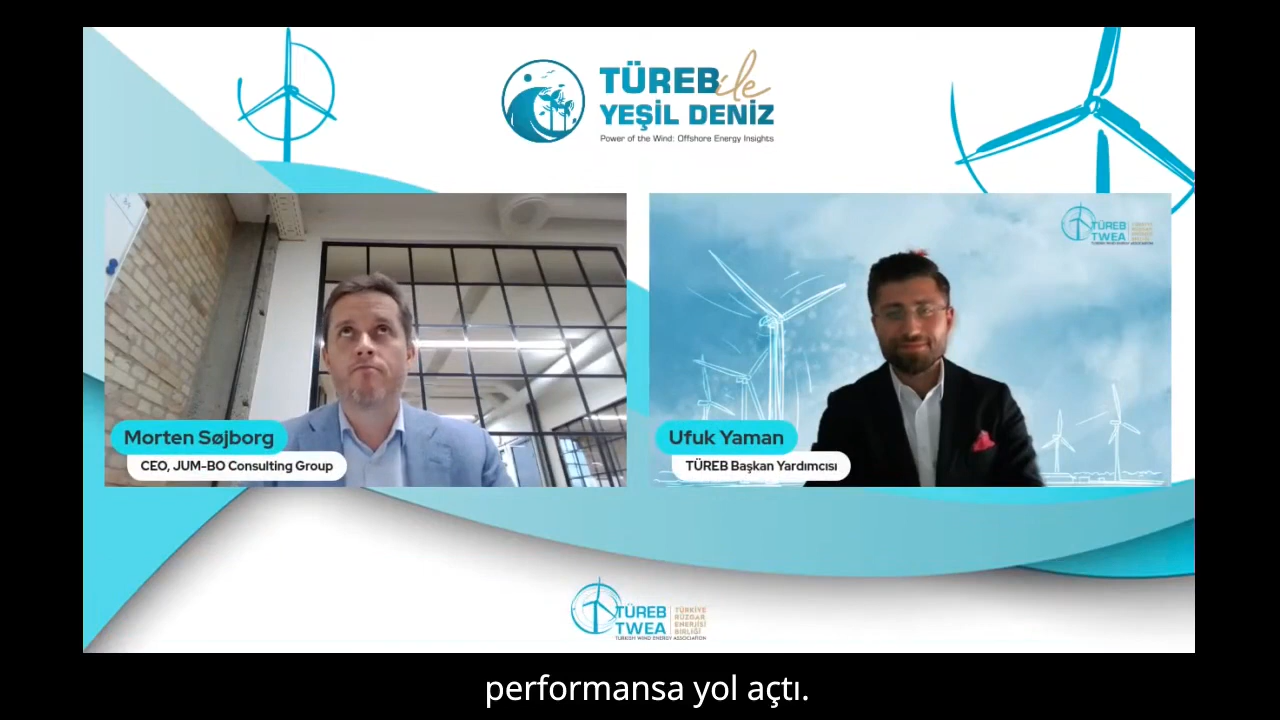 TÜREB ile
YEŞİL DENİZ
Power of the Wind: Offshore Energy Insights
TÜREB
TWEA
Morten Søjborg
CEO, JUM-BO Consulting Group
Ufuk Yaman
TÜREB Başkan Yardımcısı
TÜREB
TWEA
TÜRKİYE
RÜZGAR
ENERJİSİ
BİRLİĞİ
TURKISH WIND ENERGY ASSOCIATION
performansa yol açtı.